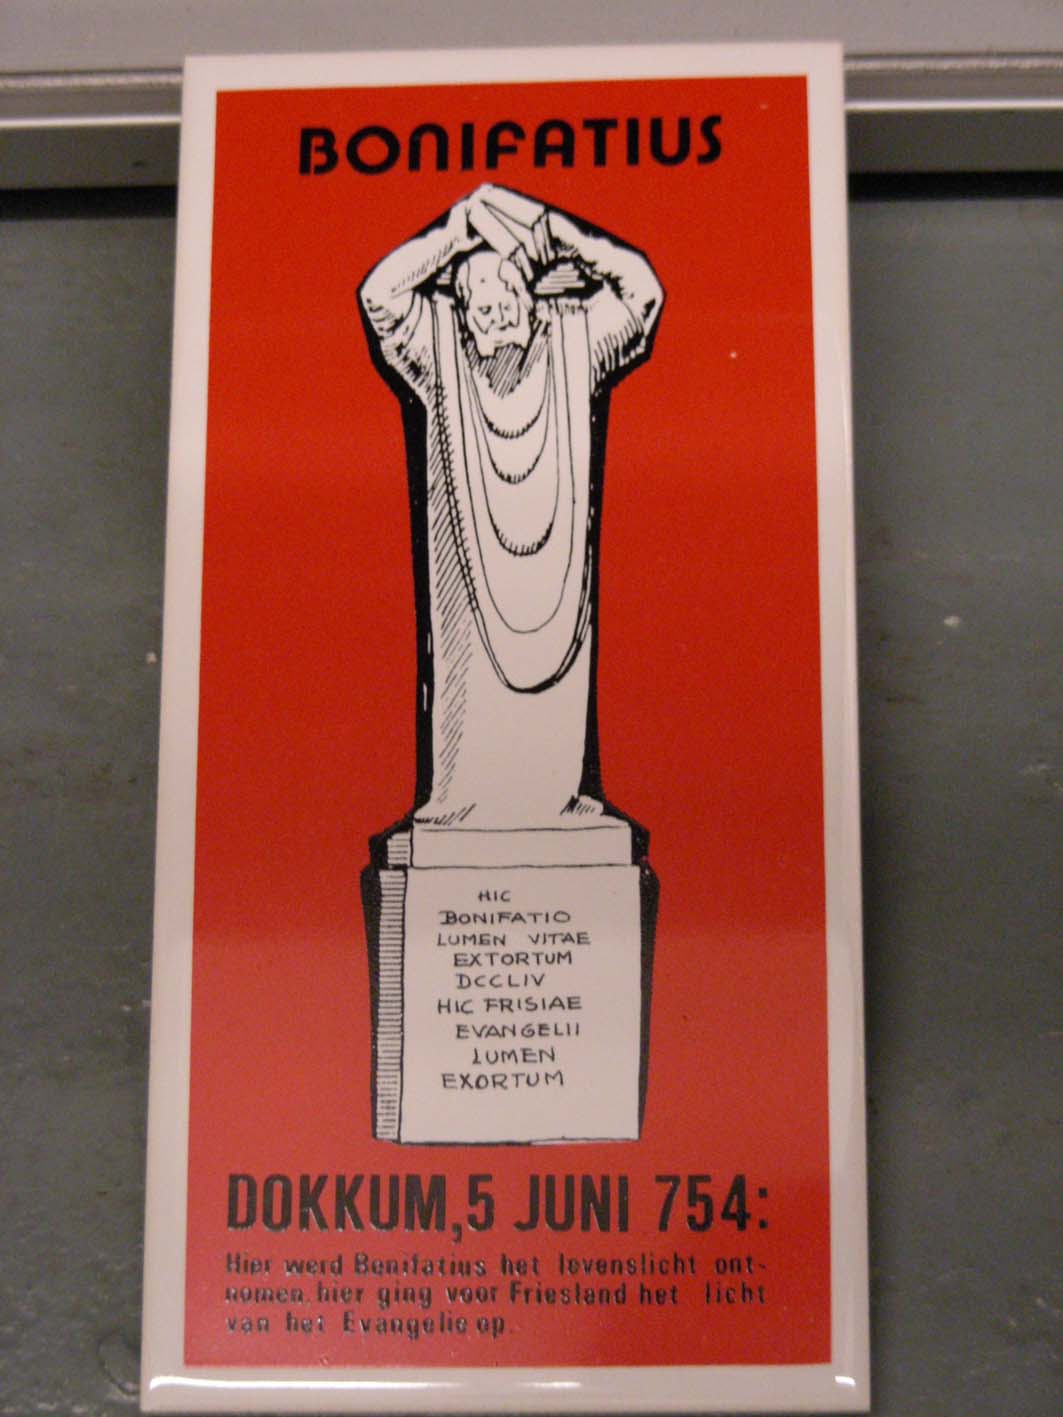 BONIFATIUS
HIC
BONIFATIO
LUMEN VITAE
EXTORTUM
DCCLIV
HIC FRISIAE
EVANGELII
LUMEN
EXORTUM
DOKKUM, 5 JUNI 754:
Hier werd Bonifatius het levenslicht ont-
nomen, hier ging voor Friesland het licht
van het Evangelie op.